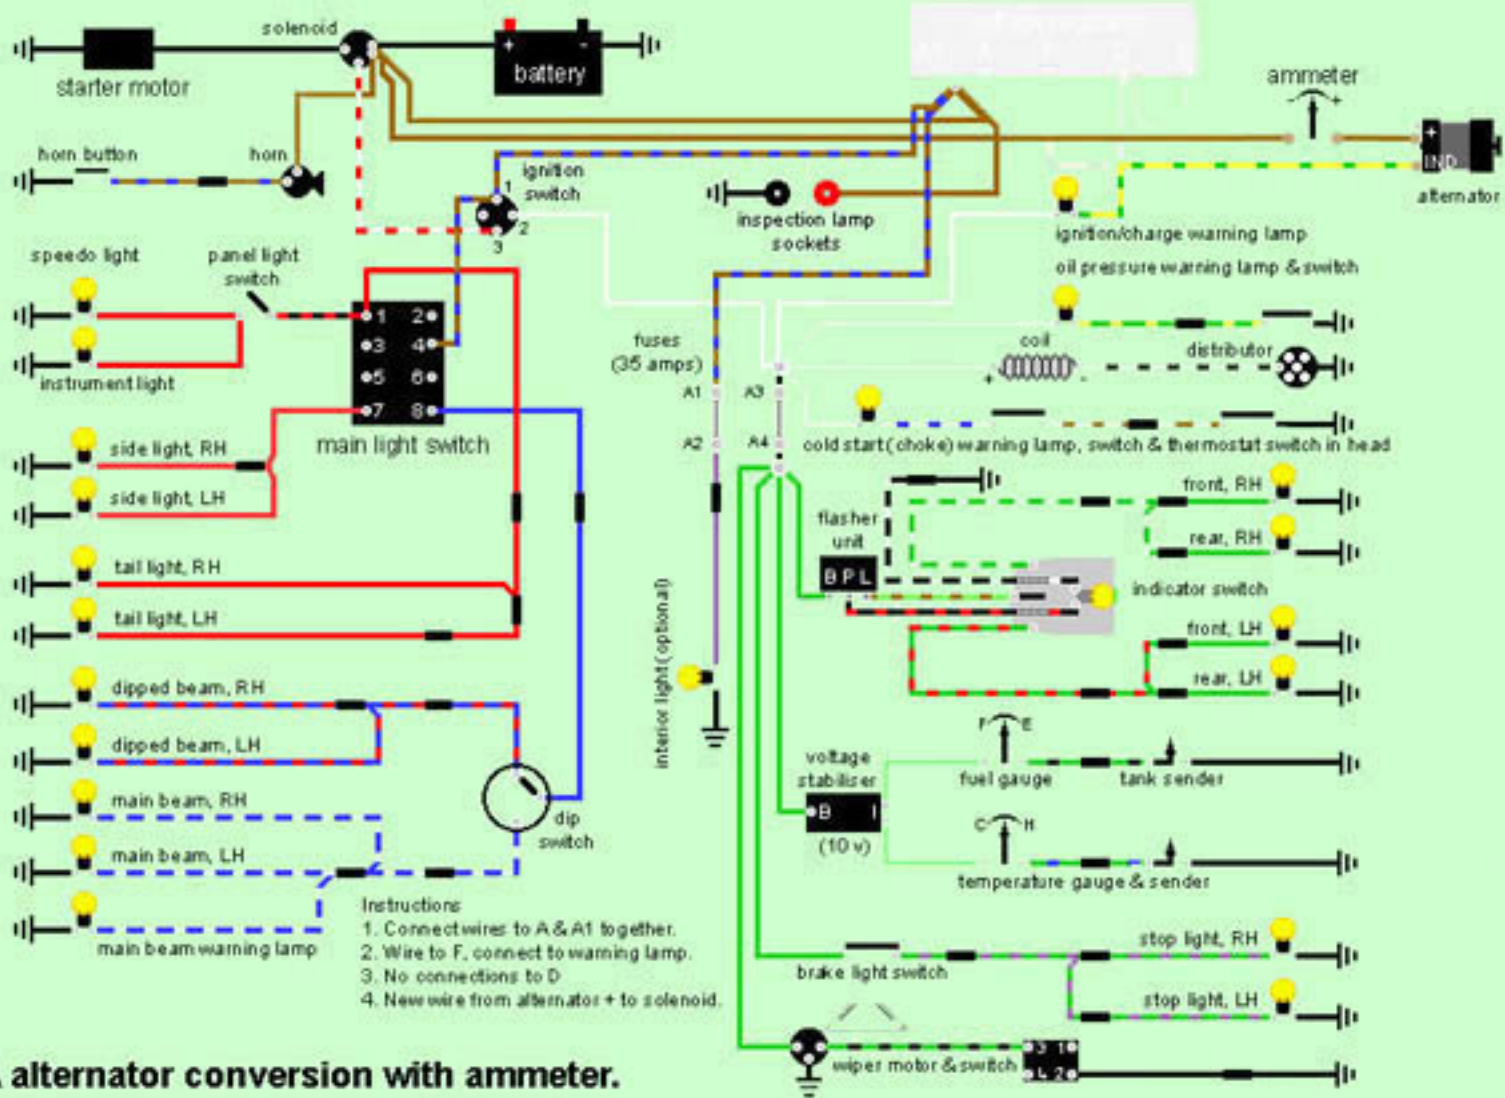 solenoid
+ -
battery
starter motor
ammeter
- +
+
IND
alternator
horn button
horn
ignition
switch
1
2
3
inspection lamp
sockets
ignition/charge warning lamp
oil pressure warning lamp & switch
speedo light
panel light
switch
1 2
3 4
5 6
7 8
main light switch
instrument light
fuses
(35 amps)
A1 A3
A2 A4
coil
+ -
distributor
cold start(choke) warning lamp, switch & thermostat switch in head
side light, RH
side light, LH
tail light, RH
tail light, LH
flasher
unit
B P L
front, RH
rear, RH
indicator switch
front, LH
rear, LH
interior light(optional)
dipped beam, RH
dipped beam, LH
main beam, RH
main beam, LH
main beam warning lamp
dip
switch
voltage
stabiliser
B I
(10 v)
F E
fuel gauge
tank sender
C H
temperature gauge & sender
Instructions
1. Connect wires to A & A1 together.
2. Wire to F, connect to warning lamp.
3. No connections to D
4. New wire from alternator + to solenoid.
brake light switch
stop light, RH
stop light, LH
wiper motor & switch
3 1
4 2
alternator conversion with ammeter.